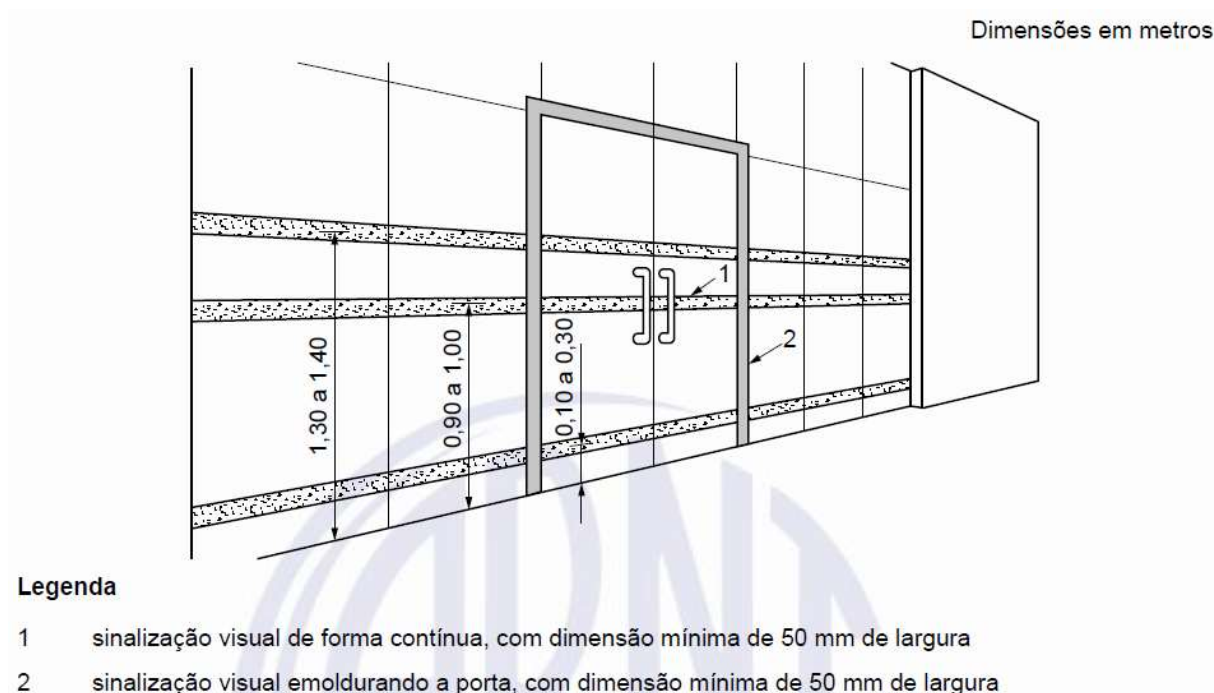 Dimensões em metros
1,30 a 1,40
0,90 a 1,00
0,10 a 0,30
1
2
Legenda
1 sinalização visual de forma contínua, com dimensão mínima de 50 mm de largura
2 sinalização visual emoldurando a porta, com dimensão mínima de 50 mm de largura